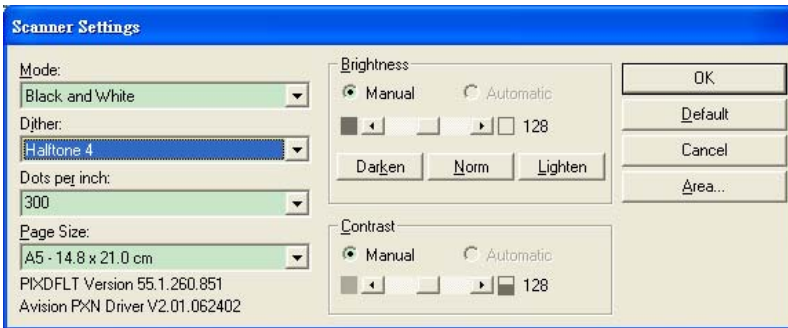 Scanner Settings
Mode:
Black and White
Dither:
Halftone 4
Dots per inch:
300
Page Size:
A5 - 14.8 x 21.0 cm
PIXDFLT Version 55.1.260.851
Avision PXN Driver V2.01.062402
Brightness
Manual Automatic
128
Darken Norm Lighten
Contrast
Manual Automatic
128
OK
Default
Cancel
Area...